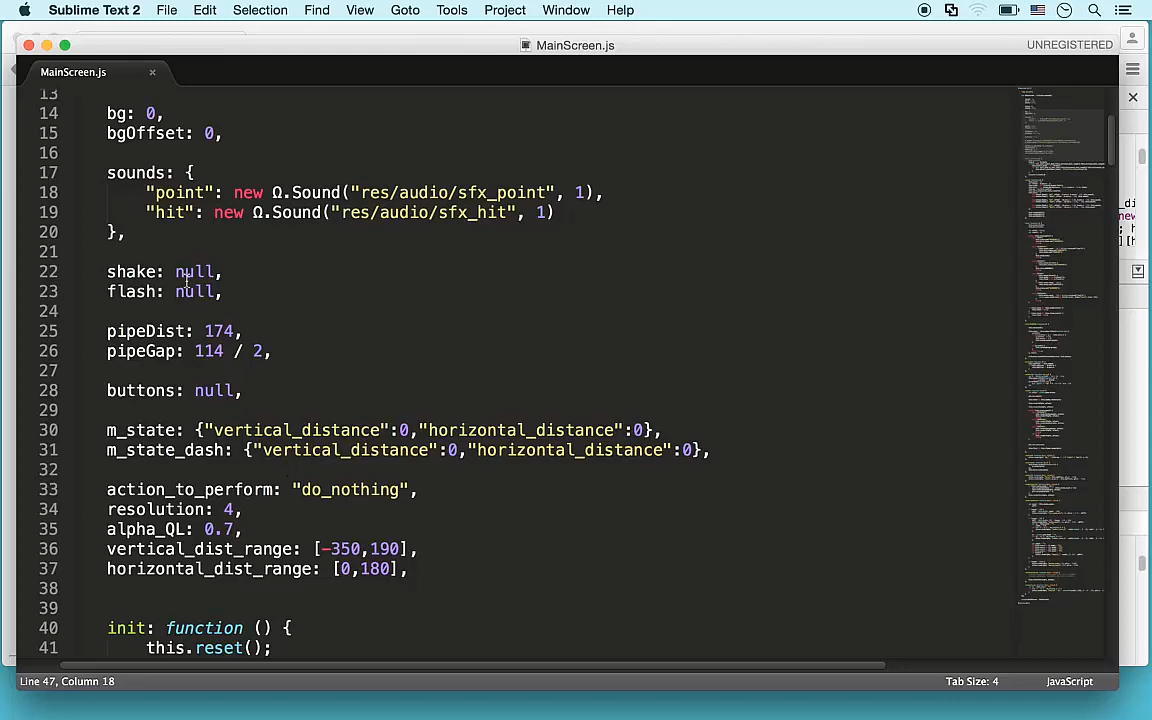 Sublime Text 2 File Edit Selection Find View Goto Tools Project Window Help
MainScreen.js UNREGISTERED
MainScreen.js ×
13
14 bg: 0,
15 bgOffset: 0,
16
17 sounds: {
18 "point": new Ω.Sound("res/audio/sfx_point", 1),
19 "hit": new Ω.Sound("res/audio/sfx_hit", 1)
20 },
21
22 shake: null,
23 flash: null,
24
25 pipeDist: 174,
26 pipeGap: 114 / 2,
27
28 buttons: null,
29
30 m_state: {"vertical_distance":0,"horizontal_distance":0},
31 m_state_dash: {"vertical_distance":0,"horizontal_distance":0},
32
33 action_to_perform: "do_nothing",
34 resolution: 4,
35 alpha_QL: 0.7,
36 vertical_dist_range: [-350,190],
37 horizontal_dist_range: [0,180],
38
39
40 init: function () {
41 this.reset();
Line 47, Column 18 Tab Size: 4 JavaScript